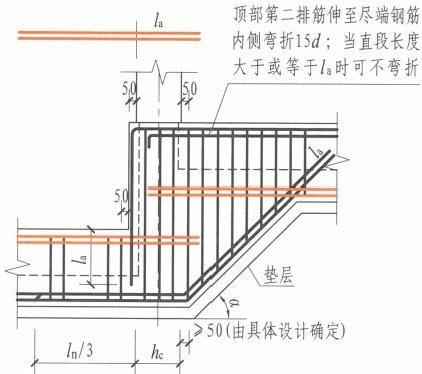 lₐ
顶部第二排筋伸至尽端钢筋
内侧弯折15d；当直段长度
大于或等于lₐ时可不弯折
50
50
lₐ
50
lₐ
垫层
α
≥50(由具体设计确定)
lₙ/3
h꜀